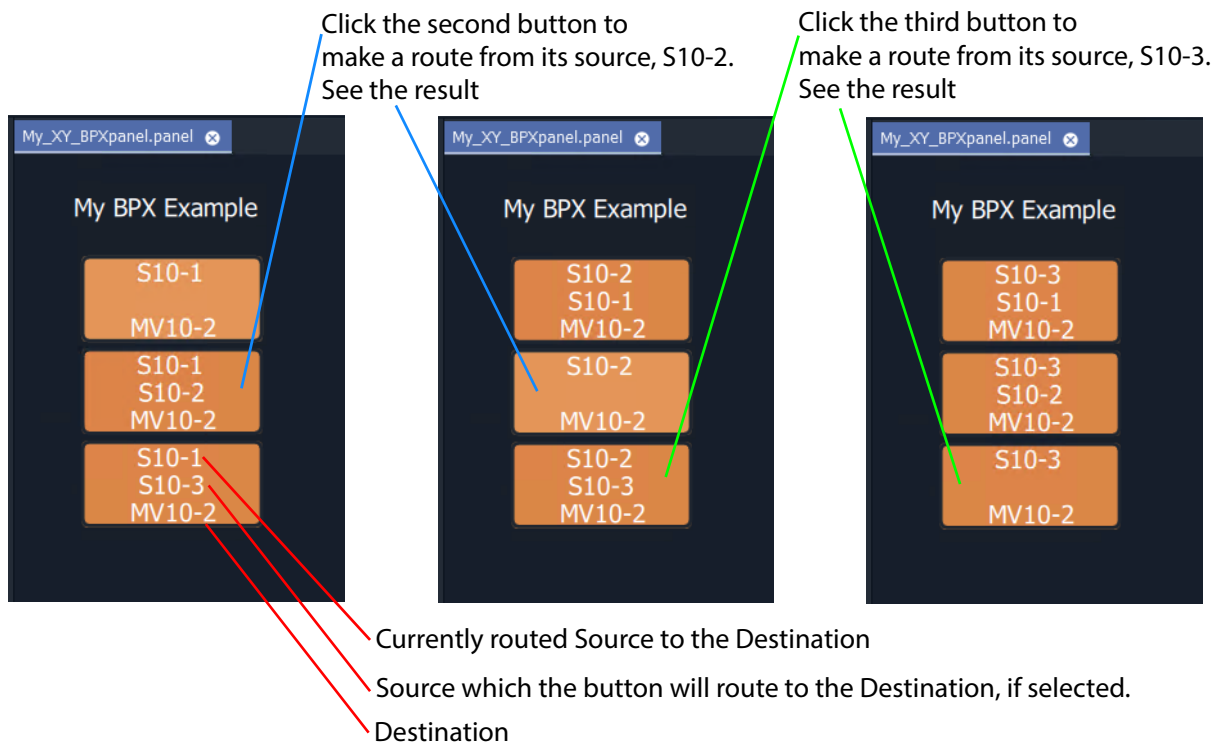 Click the second button to
make a route from its source, S10-2.
See the result
Click the third button to
make a route from its source, S10-3.
See the result
My_XY_BPXpanel.panel
My BPX Example
S10-1
MV10-2
S10-1
S10-2
MV10-2
S10-1
S10-3
MV10-2
My_XY_BPXpanel.panel
My BPX Example
S10-2
S10-1
MV10-2
S10-2
MV10-2
S10-2
S10-3
MV10-2
My_XY_BPXpanel.panel
My BPX Example
S10-3
S10-1
MV10-2
S10-3
S10-2
MV10-2
S10-3
MV10-2
Currently routed Source to the Destination
Source which the button will route to the Destination, if selected.
Destination